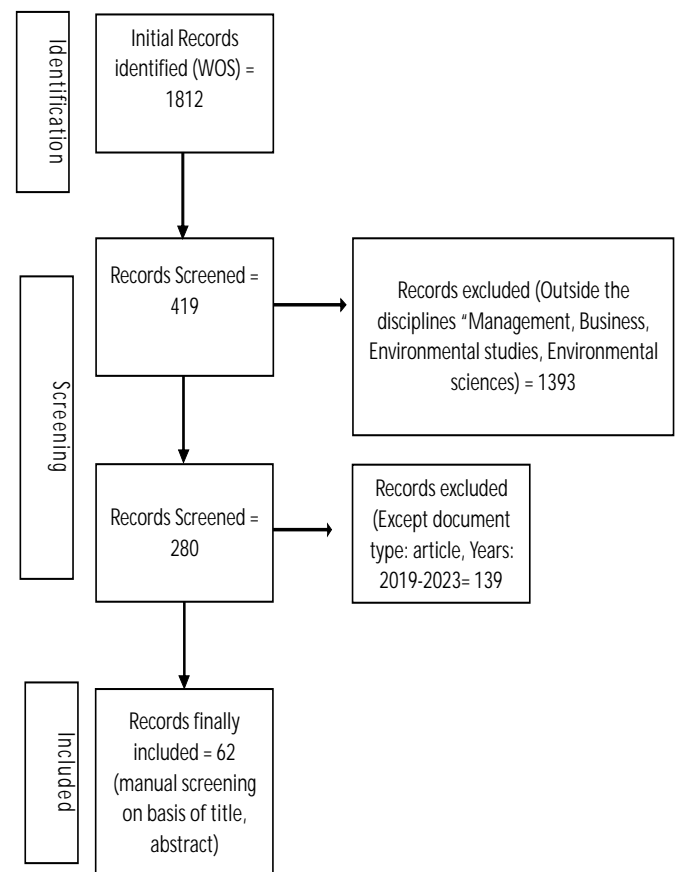 Identification
Initial Records
identified (WOS) =
1812
Screening
Records Screened =
419
Records excluded (Outside the
disciplines “Management, Business,
Environmental studies, Environmental
sciences) = 1393
Records Screened =
280
Records excluded
(Except document
type: article, Years:
2019-2023= 139
Included
Records finally
included = 62
(manual screening
on basis of title,
abstract)